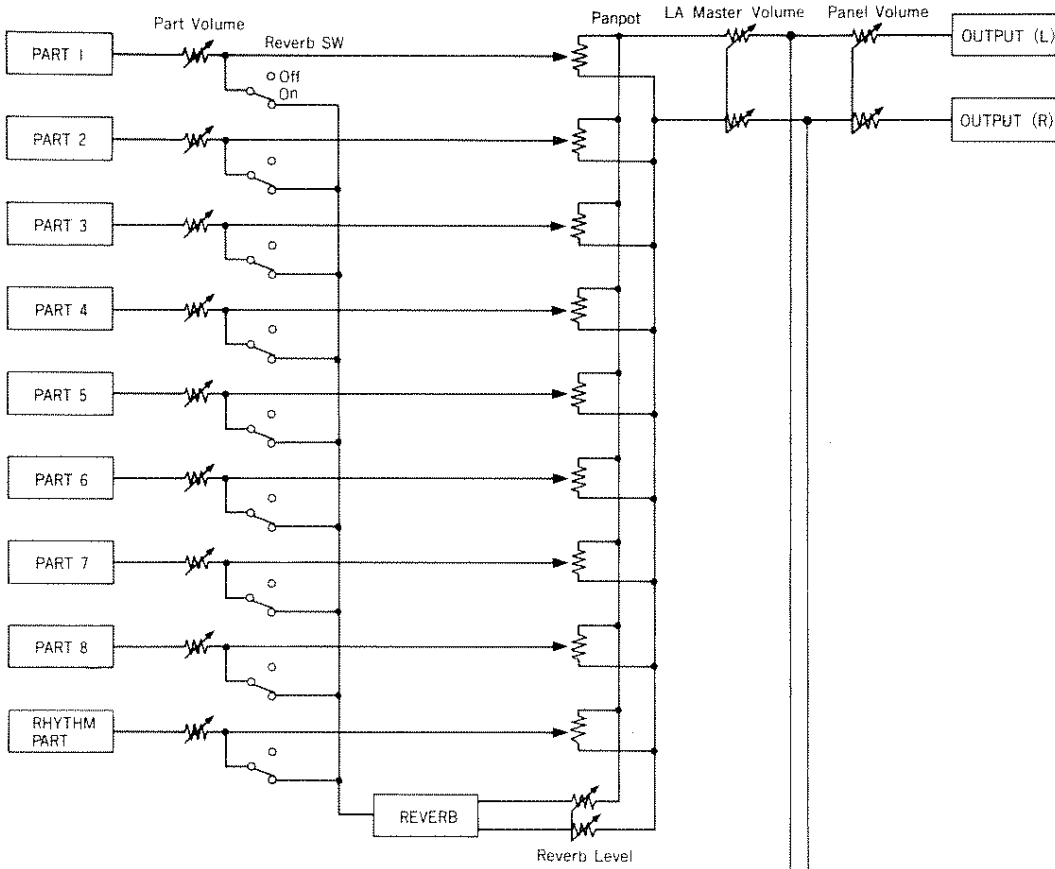 Part Volume
Reverb SW
Panpot
LA Master Volume
Panel Volume
PART 1
Off
On
OUTPUT (L)
OUTPUT (R)
PART 2
PART 3
PART 4
PART 5
PART 6
PART 7
PART 8
RHYTHM
PART
REVERB
Reverb Level